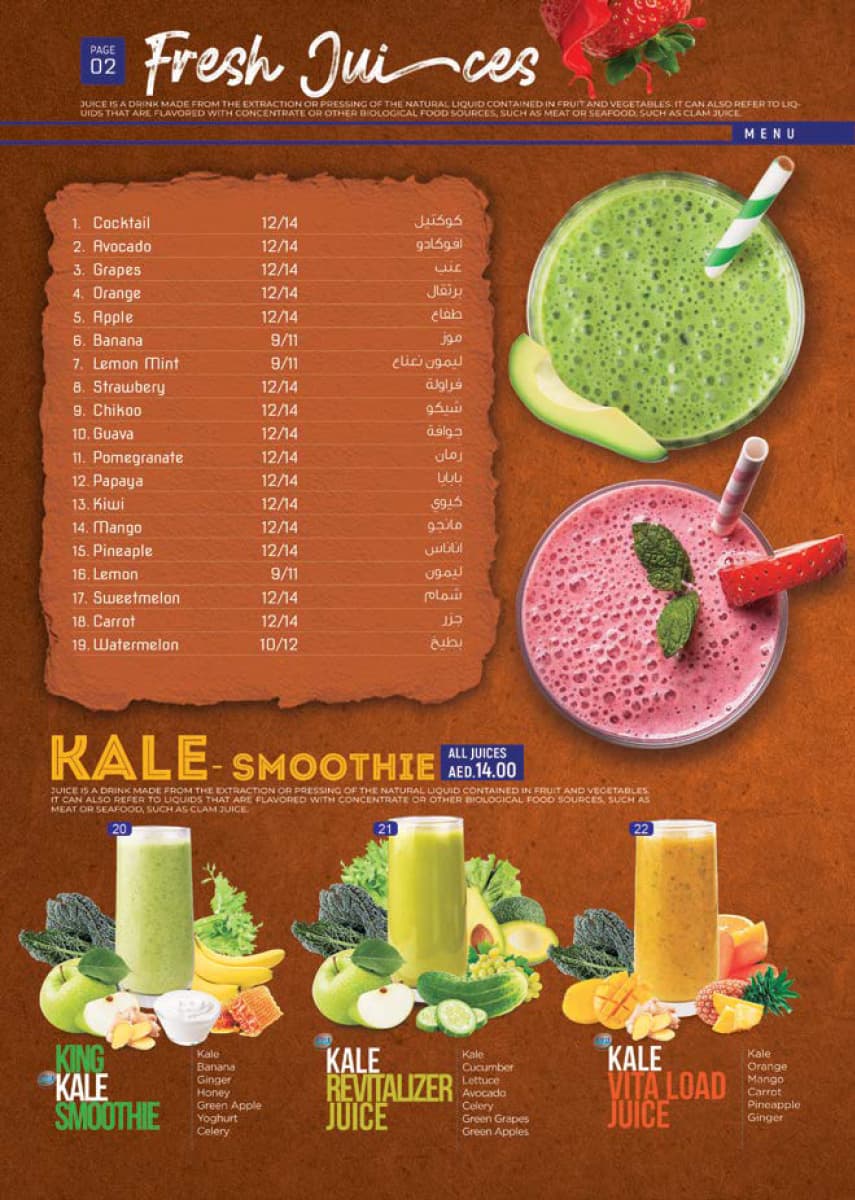 PAGE
02
Fresh Juices
JUICE IS A DRINK MADE FROM THE EXTRACTION OR PRESSING OF THE NATURAL LIQUID CONTAINED IN FRUIT AND VEGETABLES. IT CAN ALSO REFER TO LIQ-
UIDS THAT ARE FLAVORED WITH CONCENTRATE OR OTHER BIOLOGICAL FOOD SOURCES, SUCH AS MEAT OR SEAFOOD, SUCH AS CLAM JUICE.
MENU
1. Cocktail 12/14 كوكتيل
2. Avocado 12/14 افوكادو
3. Grapes 12/14 عنب
4. Orange 12/14 برتقال
5. Apple 12/14 طفاح
6. Banana 9/11 موز
7. Lemon Mint 9/11 ليمون نعناع
8. Strawbery 12/14 فراولة
9. Chikoo 12/14 شيكو
10. Guava 12/14 جوافة
11. Pomegranate 12/14 رمان
12. Papaya 12/14 بابايا
13. Kiwi 12/14 كيوي
14. Mango 12/14 مانجو
15. Pineaple 12/14 اناناس
16. Lemon 9/11 ليمون
17. Sweetmelon 12/14 شمام
18. Carrot 12/14 جزر
19. Watermelon 10/12 بطيخ
KALE - SMOOTHIE
ALL JUICES
AED.14.00
JUICE IS A DRINK MADE FROM THE EXTRACTION OR PRESSING OF THE NATURAL LIQUID CONTAINED IN FRUIT AND VEGETABLES.
IT CAN ALSO REFER TO LIQUIDS THAT ARE FLAVORED WITH CONCENTRATE OR OTHER BIOLOGICAL FOOD SOURCES, SUCH AS
MEAT OR SEAFOOD, SUCH AS CLAM JUICE.
20
KING
KALE
SMOOTHIE
Kale
Banana
Ginger
Honey
Green Apple
Yoghurt
Celery
21
KALE
REVITALIZER
JUICE
Kale
Cucumber
Lettuce
Avocado
Celery
Green Grapes
Green Apples
22
KALE
VITA LOAD
JUICE
Kale
Orange
Mango
Carrot
Pineapple
Ginger